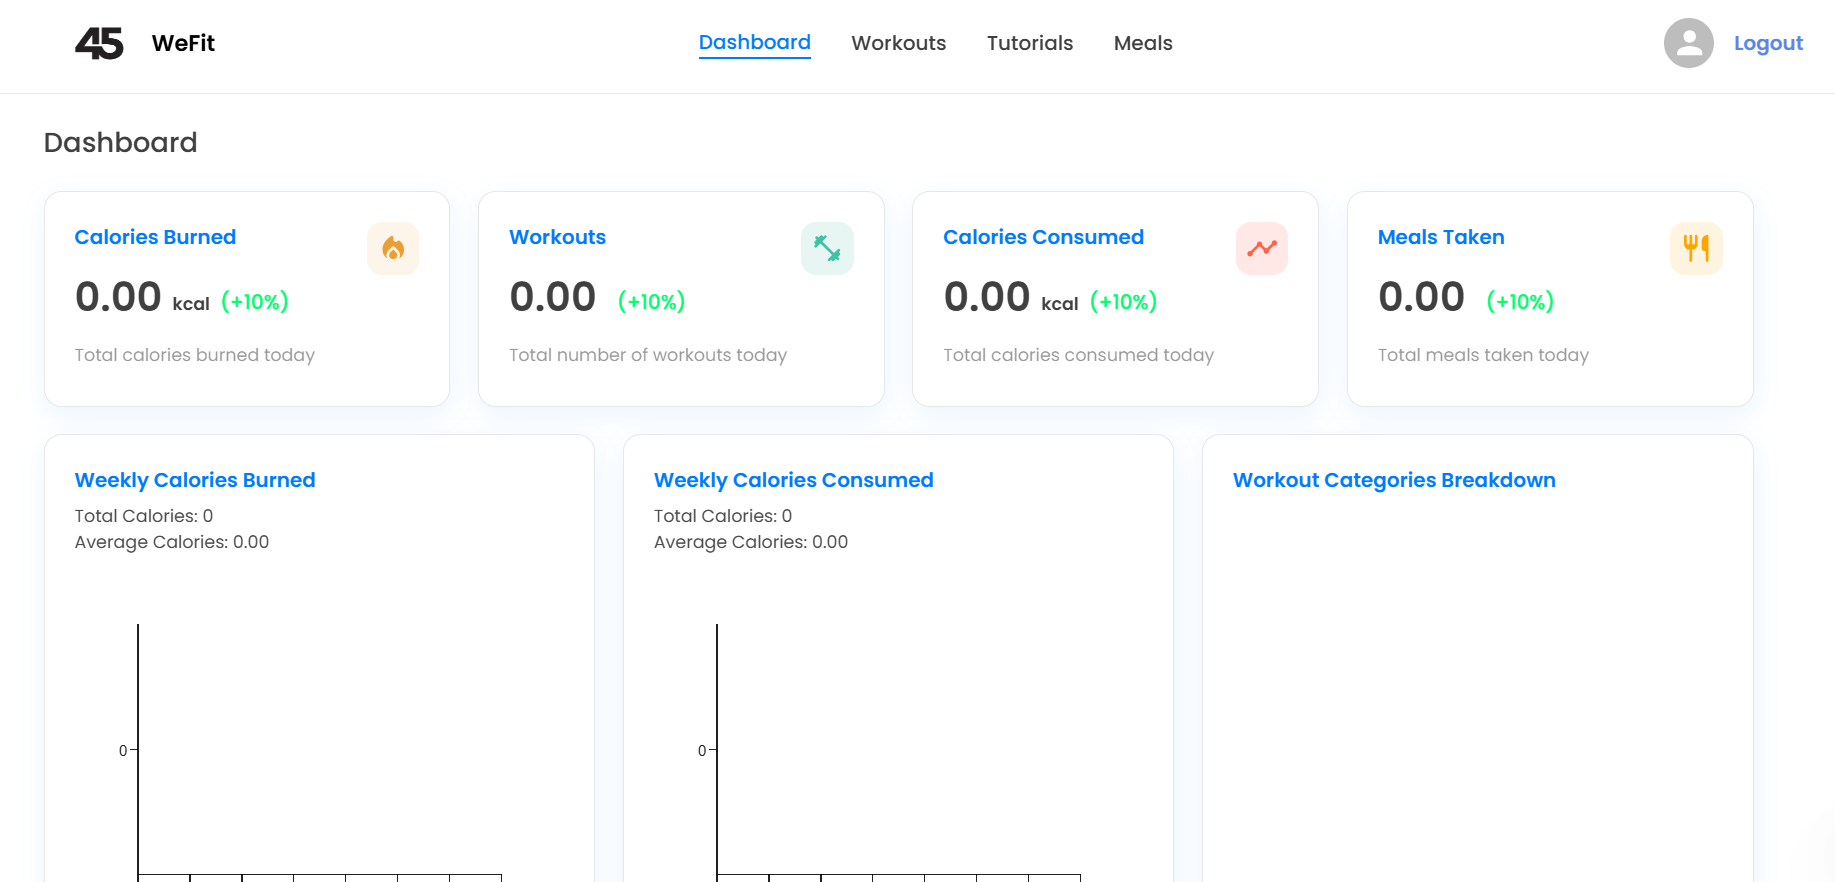 45 WeFit
Dashboard Workouts Tutorials Meals
Logout
Dashboard
Calories Burned
0.00 kcal (+10%)
Total calories burned today
Workouts
0.00 (+10%)
Total number of workouts today
Calories Consumed
0.00 kcal (+10%)
Total calories consumed today
Meals Taken
0.00 (+10%)
Total meals taken today
Weekly Calories Burned
Total Calories: 0
Average Calories: 0.00
0
Weekly Calories Consumed
Total Calories: 0
Average Calories: 0.00
0
Workout Categories Breakdown